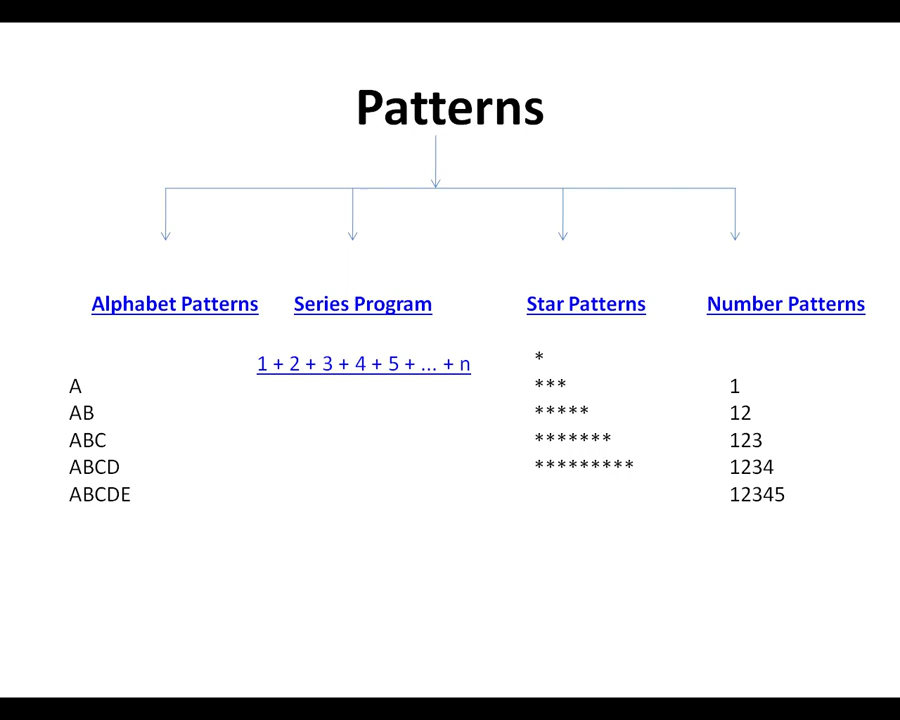 Patterns
Alphabet Patterns
Series Program
Star Patterns
Number Patterns
A
AB
ABC
ABCD
ABCDE
1 + 2 + 3 + 4 + 5 + ... + n
*
***
*****
*******
*********
1
12
123
1234
12345